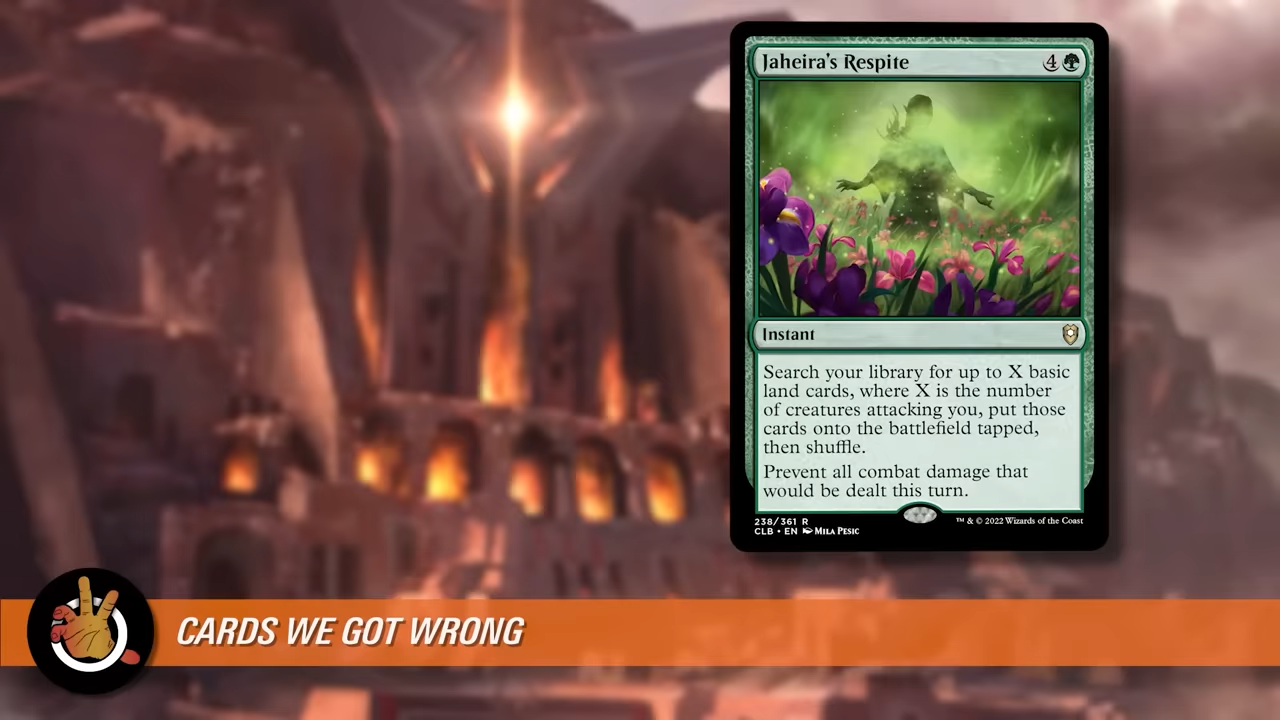 Jaheira's Respite 4
Instant
Search your library for up to X basic
land cards, where X is the number
of creatures attacking you, put those
cards onto the battlefield tapped,
then shuffle.
Prevent all combat damage that
would be dealt this turn.
238/361 R
CLB • EN MILA PESIC
™ & © 2022 Wizards of the Coast
CARDS WE GOT WRONG